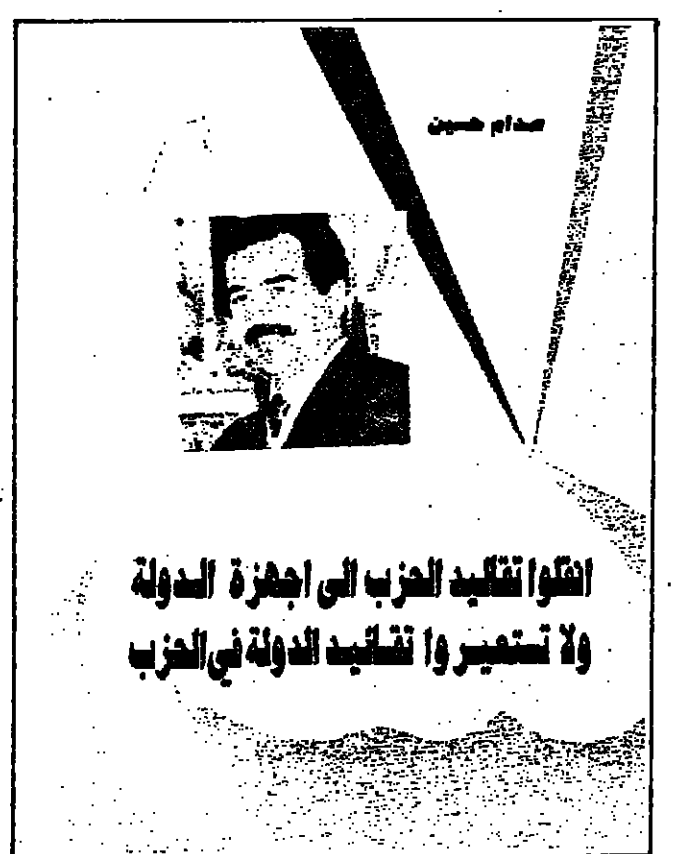 صدام حسين
انقلوا تقاليد الحزب الى اجهزة الدولة
ولا تستعيروا تقاليد الدولة في الحزب